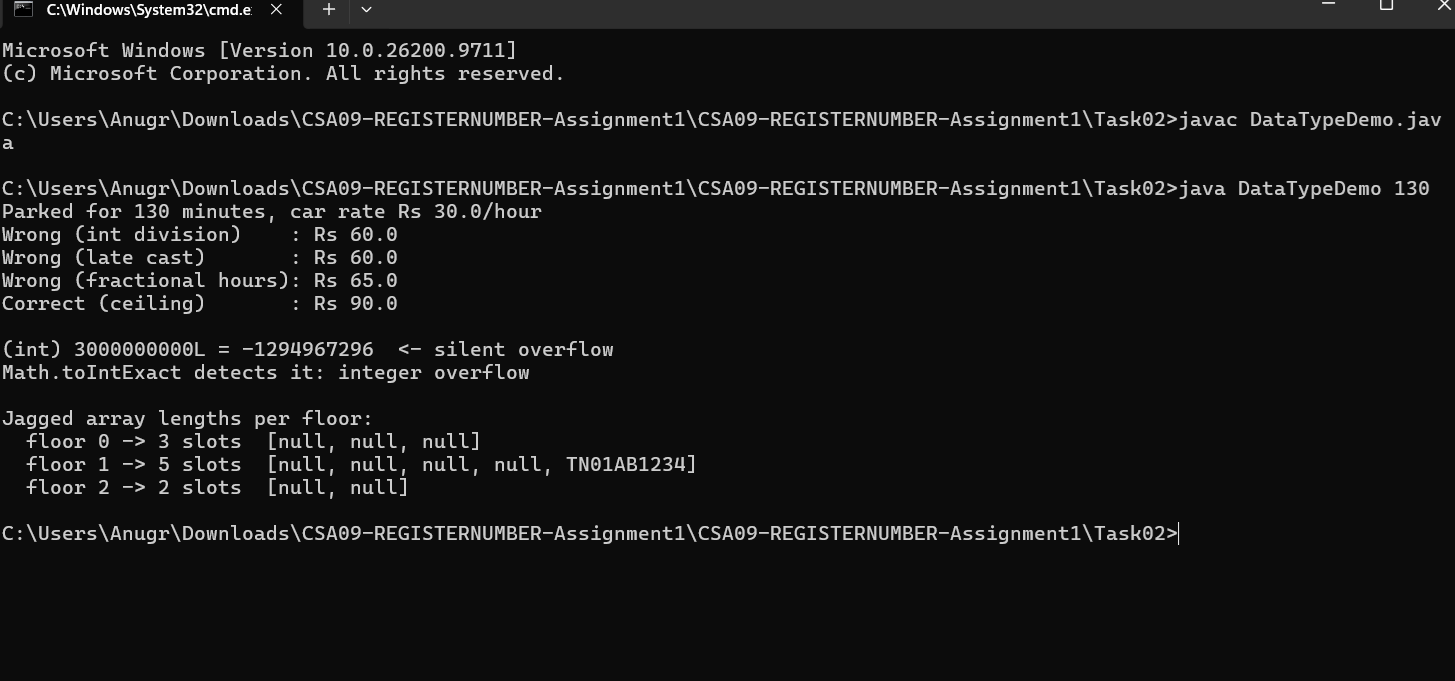 C:\Windows\System32\cmd.e
Microsoft Windows [Version 10.0.26200.9711]
(c) Microsoft Corporation. All rights reserved.
C:\Users\Anugr\Downloads\CSA09-REGISTERNUMBER-Assignment1\CSA09-REGISTERNUMBER-Assignment1\Task02>javac DataTypeDemo.jav
a
C:\Users\Anugr\Downloads\CSA09-REGISTERNUMBER-Assignment1\CSA09-REGISTERNUMBER-Assignment1\Task02>java DataTypeDemo 130
Parked for 130 minutes, car rate Rs 30.0/hour
Wrong (int division)    : Rs 60.0
Wrong (late cast)       : Rs 60.0
Wrong (fractional hours): Rs 65.0
Correct (ceiling)       : Rs 90.0
(int) 3000000000L = -1294967296  <- silent overflow
Math.toIntExact detects it: integer overflow
Jagged array lengths per floor:
  floor 0 -> 3 slots  [null, null, null]
  floor 1 -> 5 slots  [null, null, null, null, TN01AB1234]
  floor 2 -> 2 slots  [null, null]
C:\Users\Anugr\Downloads\CSA09-REGISTERNUMBER-Assignment1\CSA09-REGISTERNUMBER-Assignment1\Task02>